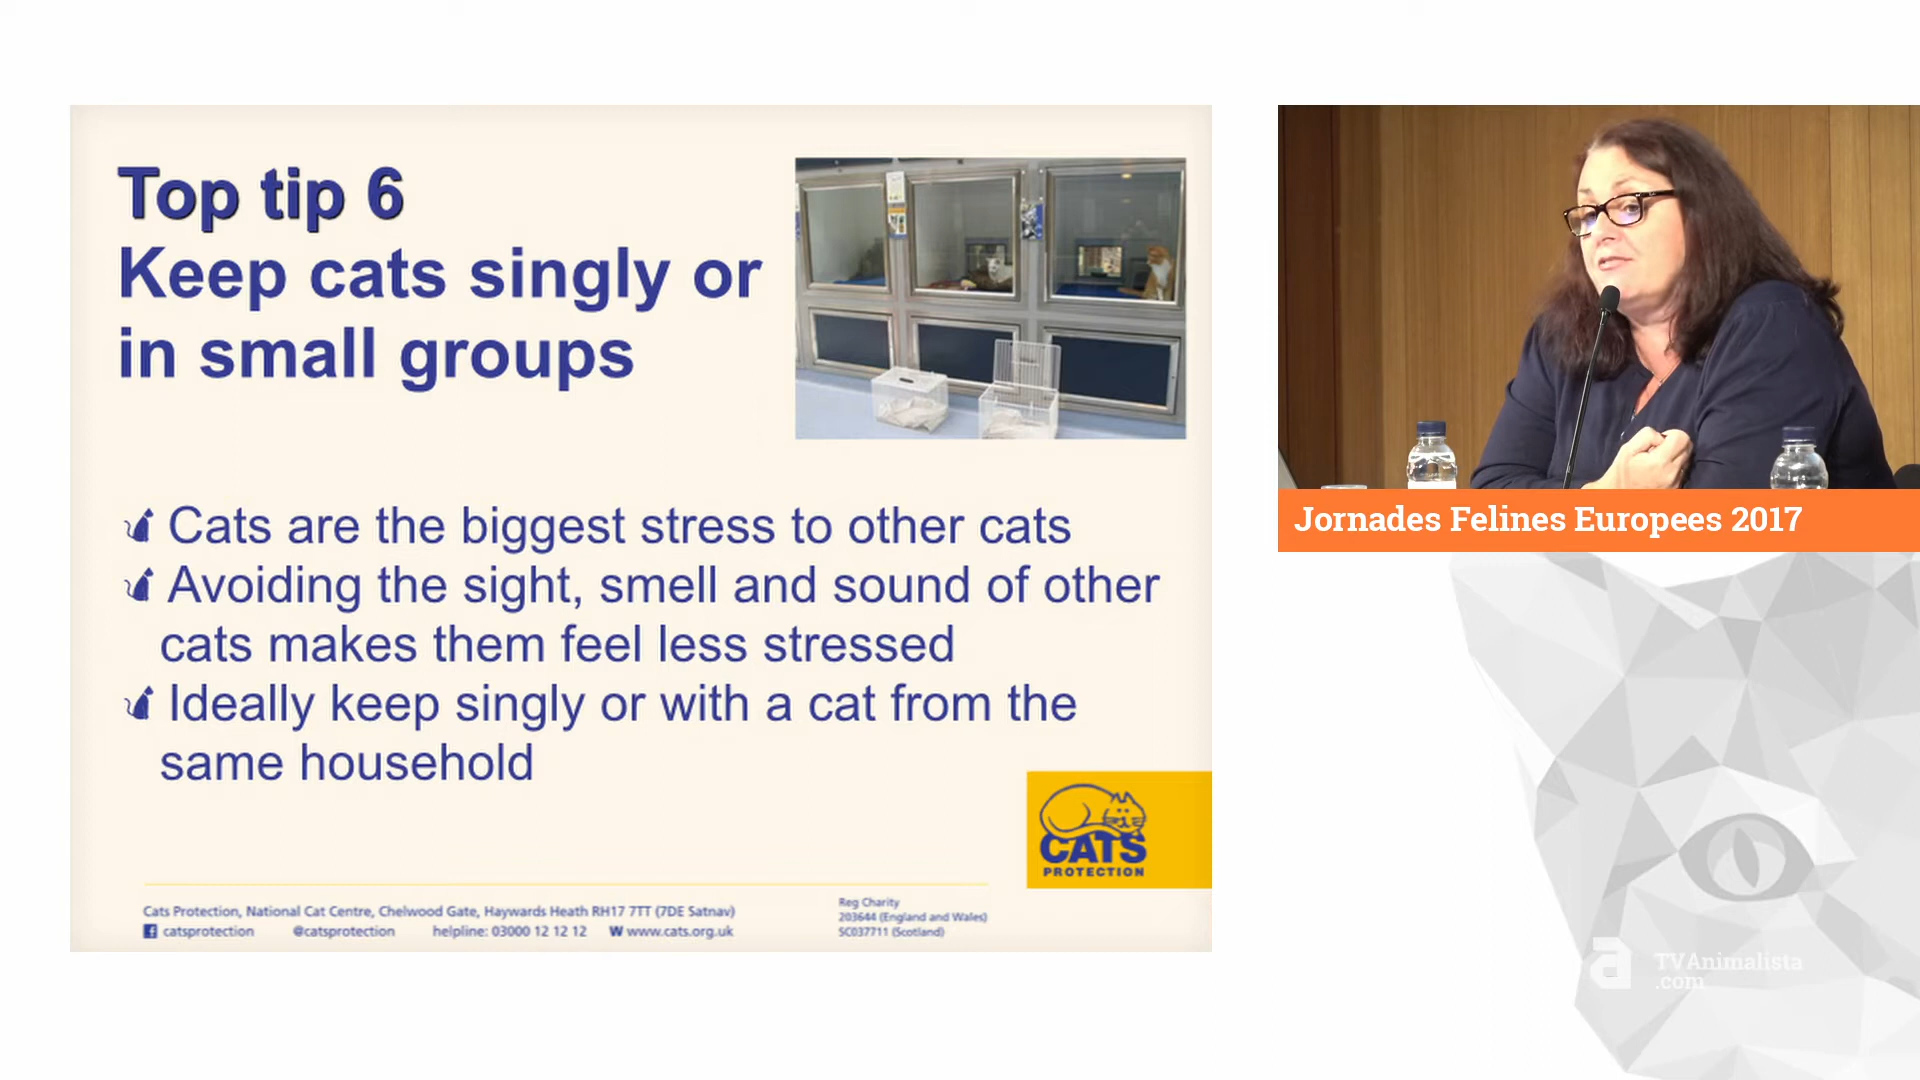 Top tip 6
Keep cats singly or
in small groups
Cats are the biggest stress to other cats
Avoiding the sight, smell and sound of other
cats makes them feel less stressed
Ideally keep singly or with a cat from the
same household
CATS
PROTECTION
Cats Protection, National Cat Centre, Chelwood Gate, Haywards Heath RH17 7TT (7DE Satnav)
catsprotection @catsprotection helpline: 03000 12 12 12 W www.cats.org.uk
Reg Charity
203644 (England and Wales)
SC037711 (Scotland)
Jornades Felines Europees 2017
TVAnimalista
.com